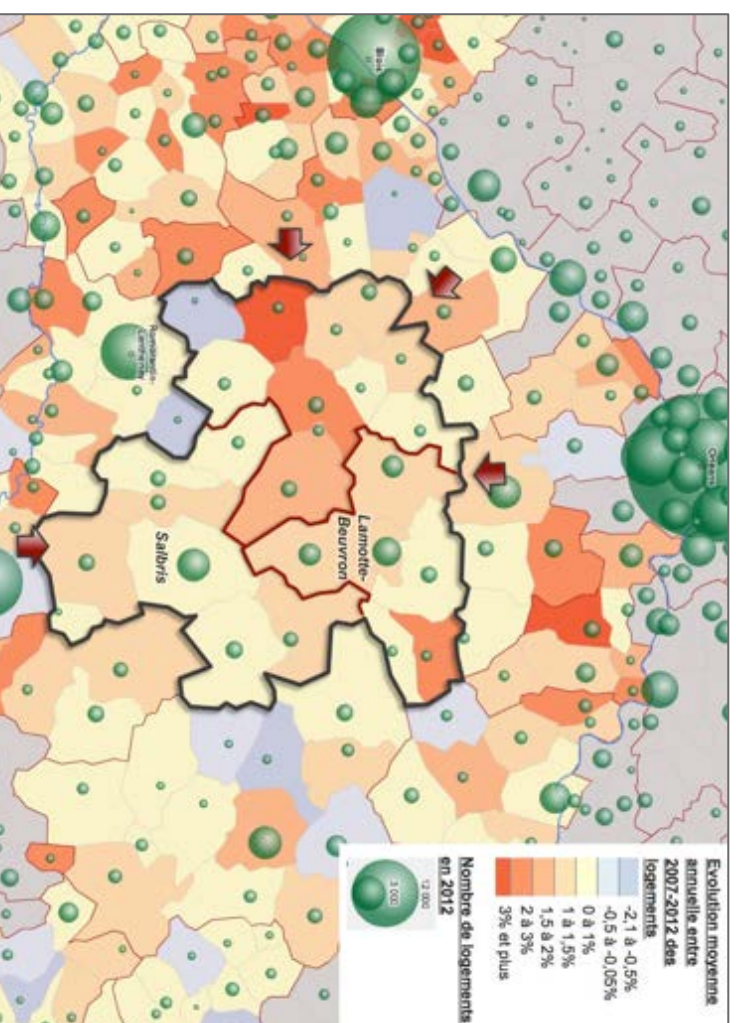 Blois
Orléans
Romorantin-
Lanthenay
Lamotte-
Beuvron
Salbris
Evolution moyenne
annuelle entre
2007-2012 des
logements
-2,1 à -0,5%
-0,5 à -0,05%
0 à 1%
1 à 1,5%
1,5 à 2%
2 à 3%
3% et plus
Nombre de logements
en 2012
12 000
3 000